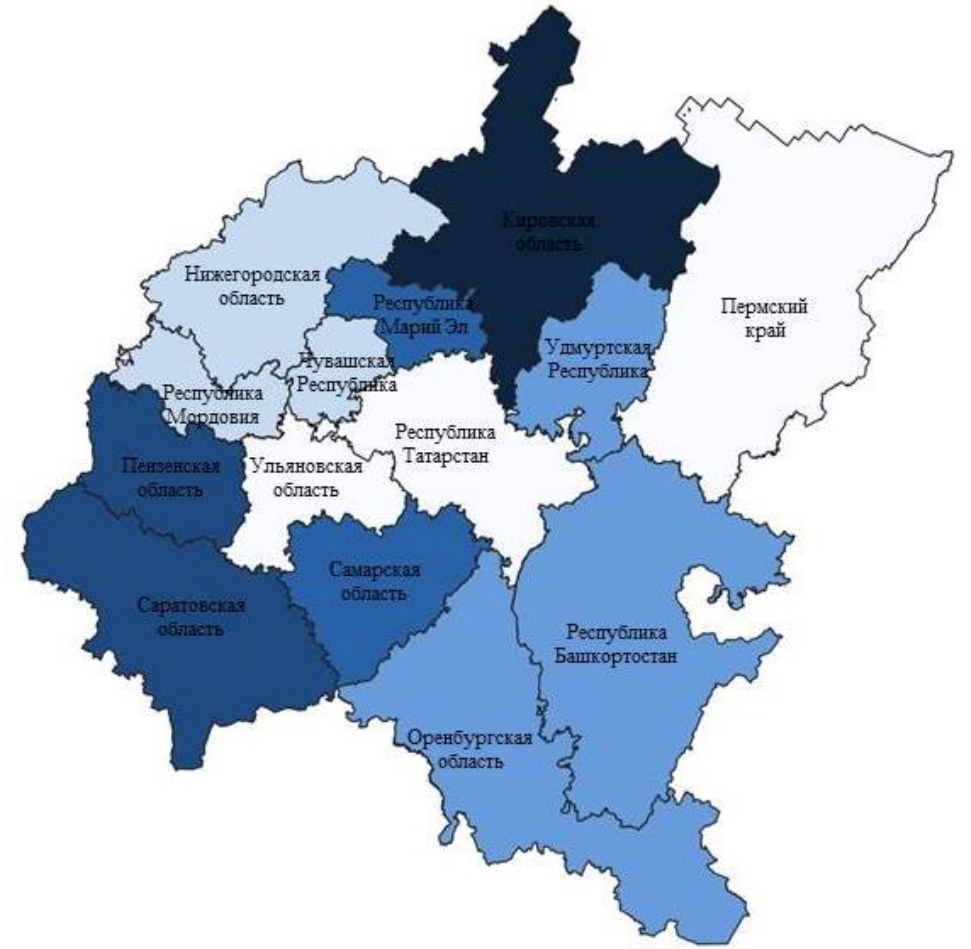 Кировская
область
Нижегородская
область
Республика
Марий Эл
Пермский
край
Удмуртская
Республика
Чувашская
Республика
Республика
Мордовия
Республика
Татарстан
Пензенская
область
Ульяновская
область
Самарская
область
Саратовская
область
Республика
Башкортостан
Оренбургская
область